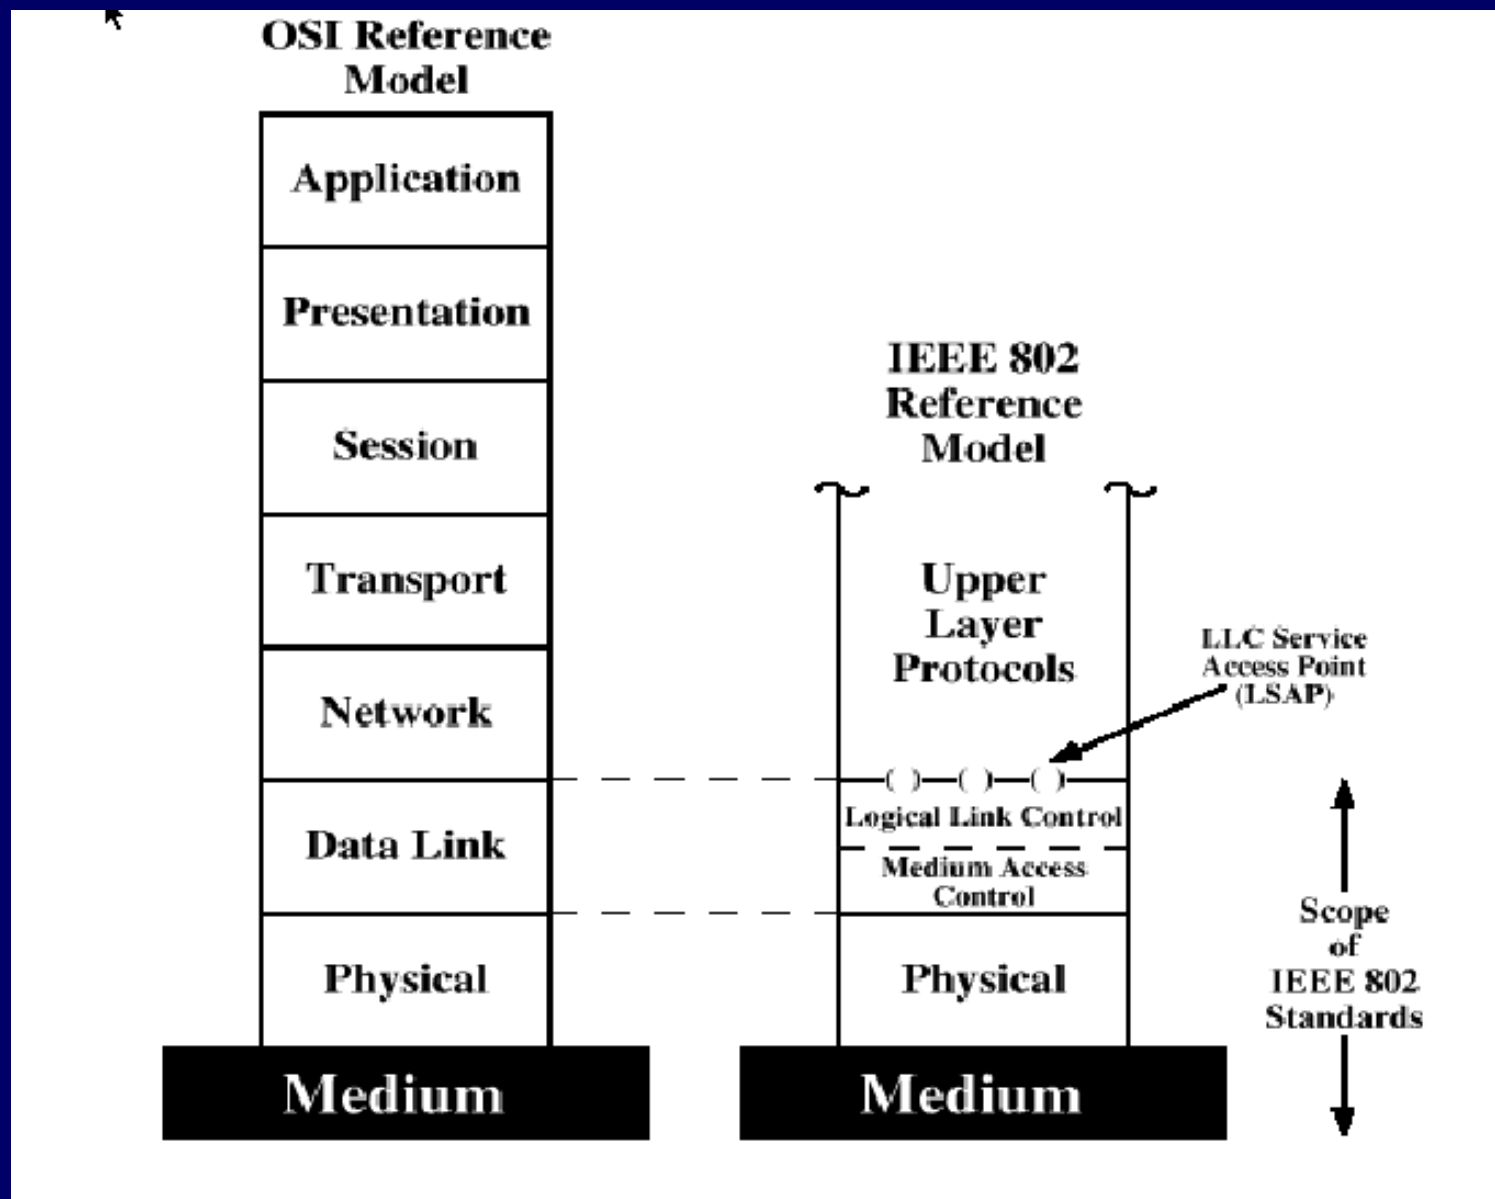 OSI Reference
Model
Application
Presentation
Session
Transport
Network
Data Link
Physical
Medium
IEEE 802
Reference
Model
Upper
Layer
Protocols
LLC Service
Access Point
(LSAP)
( ) ( ) ( )
Logical Link Control
Medium Access
Control
Physical
Medium
Scope
of
IEEE 802
Standards